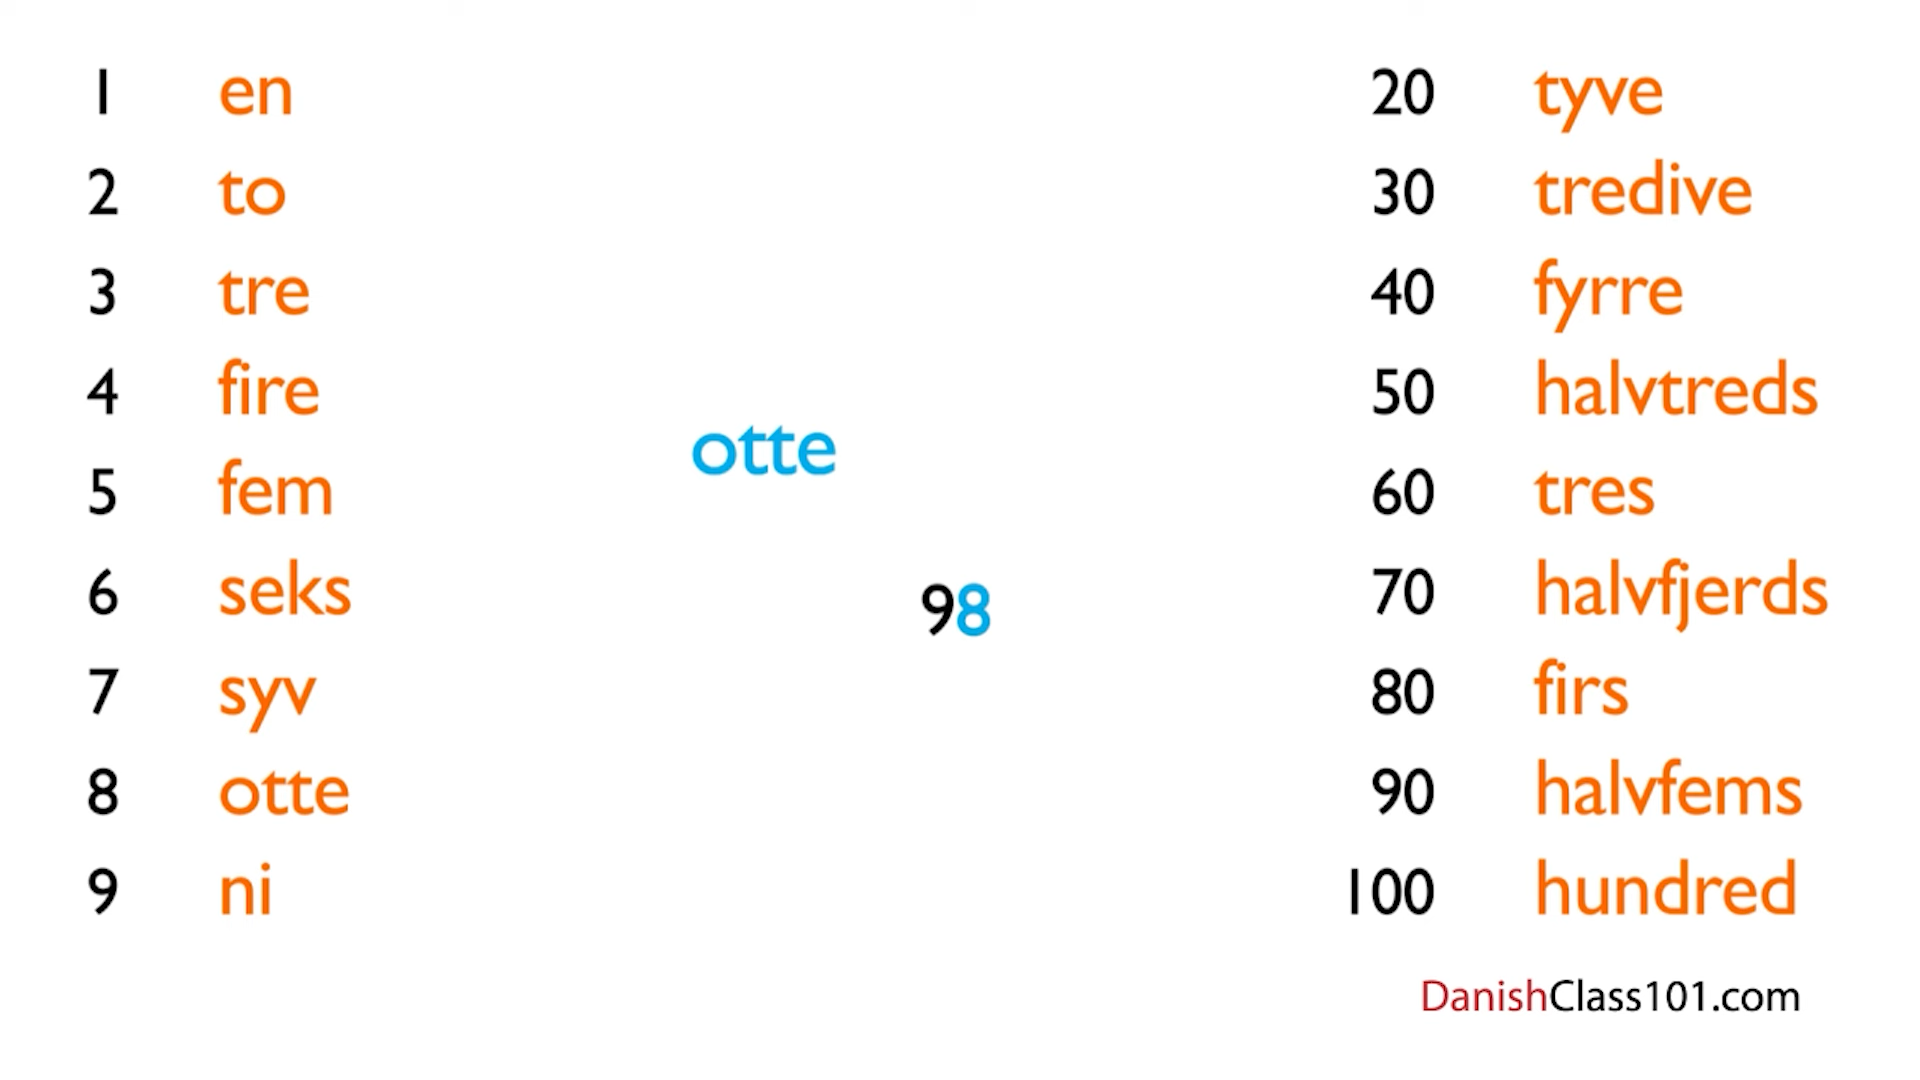 1 en
2 to
3 tre
4 fire
5 fem
6 seks
7 syv
8 otte
9 ni
otte
98
20 tyve
30 tredive
40 fyrre
50 halvtreds
60 tres
70 halvfjerds
80 firs
90 halvfems
100 hundred
DanishClass101.com